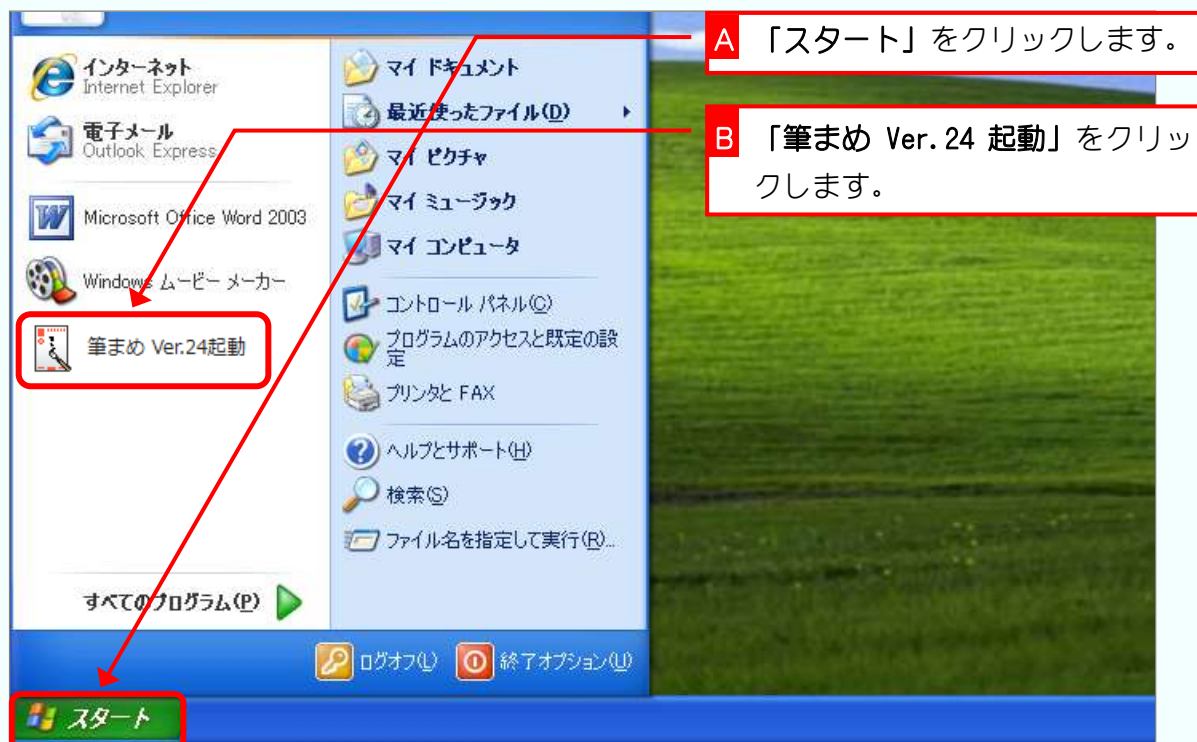 A 「スタート」をクリックします。
B 「筆まめ Ver.24 起動」をクリッ
クします。
インターネット
Internet Explorer
電子メール
Outlook Express
Microsoft Office Word 2003
Windows ムービー メーカー
筆まめ Ver.24起動
すべてのプログラム(P)
マイ ドキュメント
最近使ったファイル(D)
マイ ピクチャ
マイ ミュージック
マイ コンピュータ
コントロール パネル(C)
プログラムのアクセスと既定の設
定
プリンタと FAX
ヘルプとサポート(H)
検索(S)
ファイル名を指定して実行(R)...
ログオフ(L)
終了オプション(U)
スタート